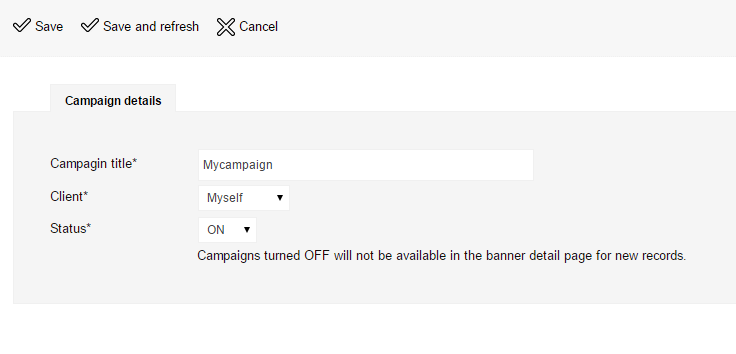 Save Save and refresh Cancel
Campaign details
Campagin title* Mycampaign
Client* Myself
Status* ON
Campaigns turned OFF will not be available in the banner detail page for new records.